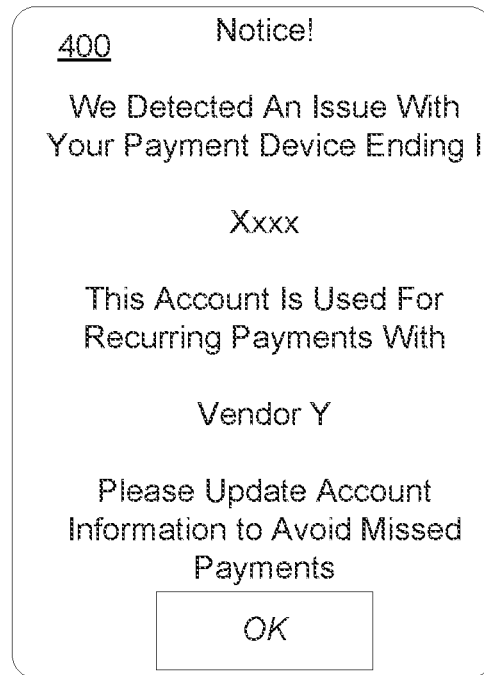 400
Notice!
We Detected An Issue With
Your Payment Device Ending
Xxxx
This Account Is Used For
Recurring Payments With
Vendor Y
Please Update Account
Information to Avoid Missed
Payments
OK